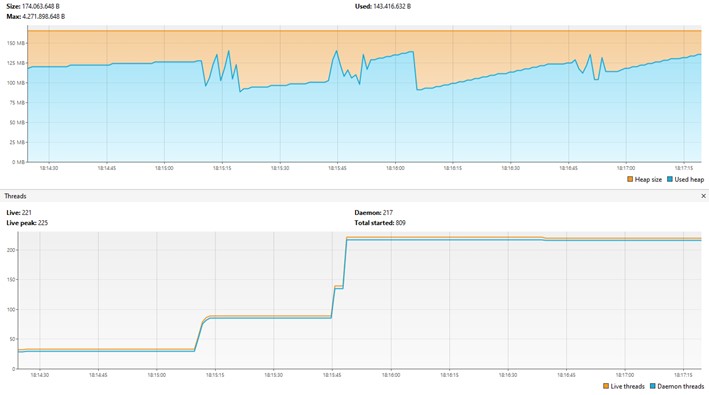 Size: 174.063.648 B Used: 143.416.632 B
Max: 4.271.898.648 B
150 MB
125 MB
100 MB
75 MB
50 MB
25 MB
0 MB
18:14:30 18:14:45 18:15:00 18:15:15 18:15:30 18:15:45 18:16:00 18:16:15 18:16:30 18:16:45 18:17:00 18:17:15
Heap size Used heap
Threads ×
Live: 221 Daemon: 217
Live peak: 225 Total started: 809
200
150
100
50
0
18:14:30 18:14:45 18:15:00 18:15:15 18:15:30 18:15:45 18:16:00 18:16:15 18:16:30 18:16:45 18:17:00 18:17:15
Live threads Daemon threads